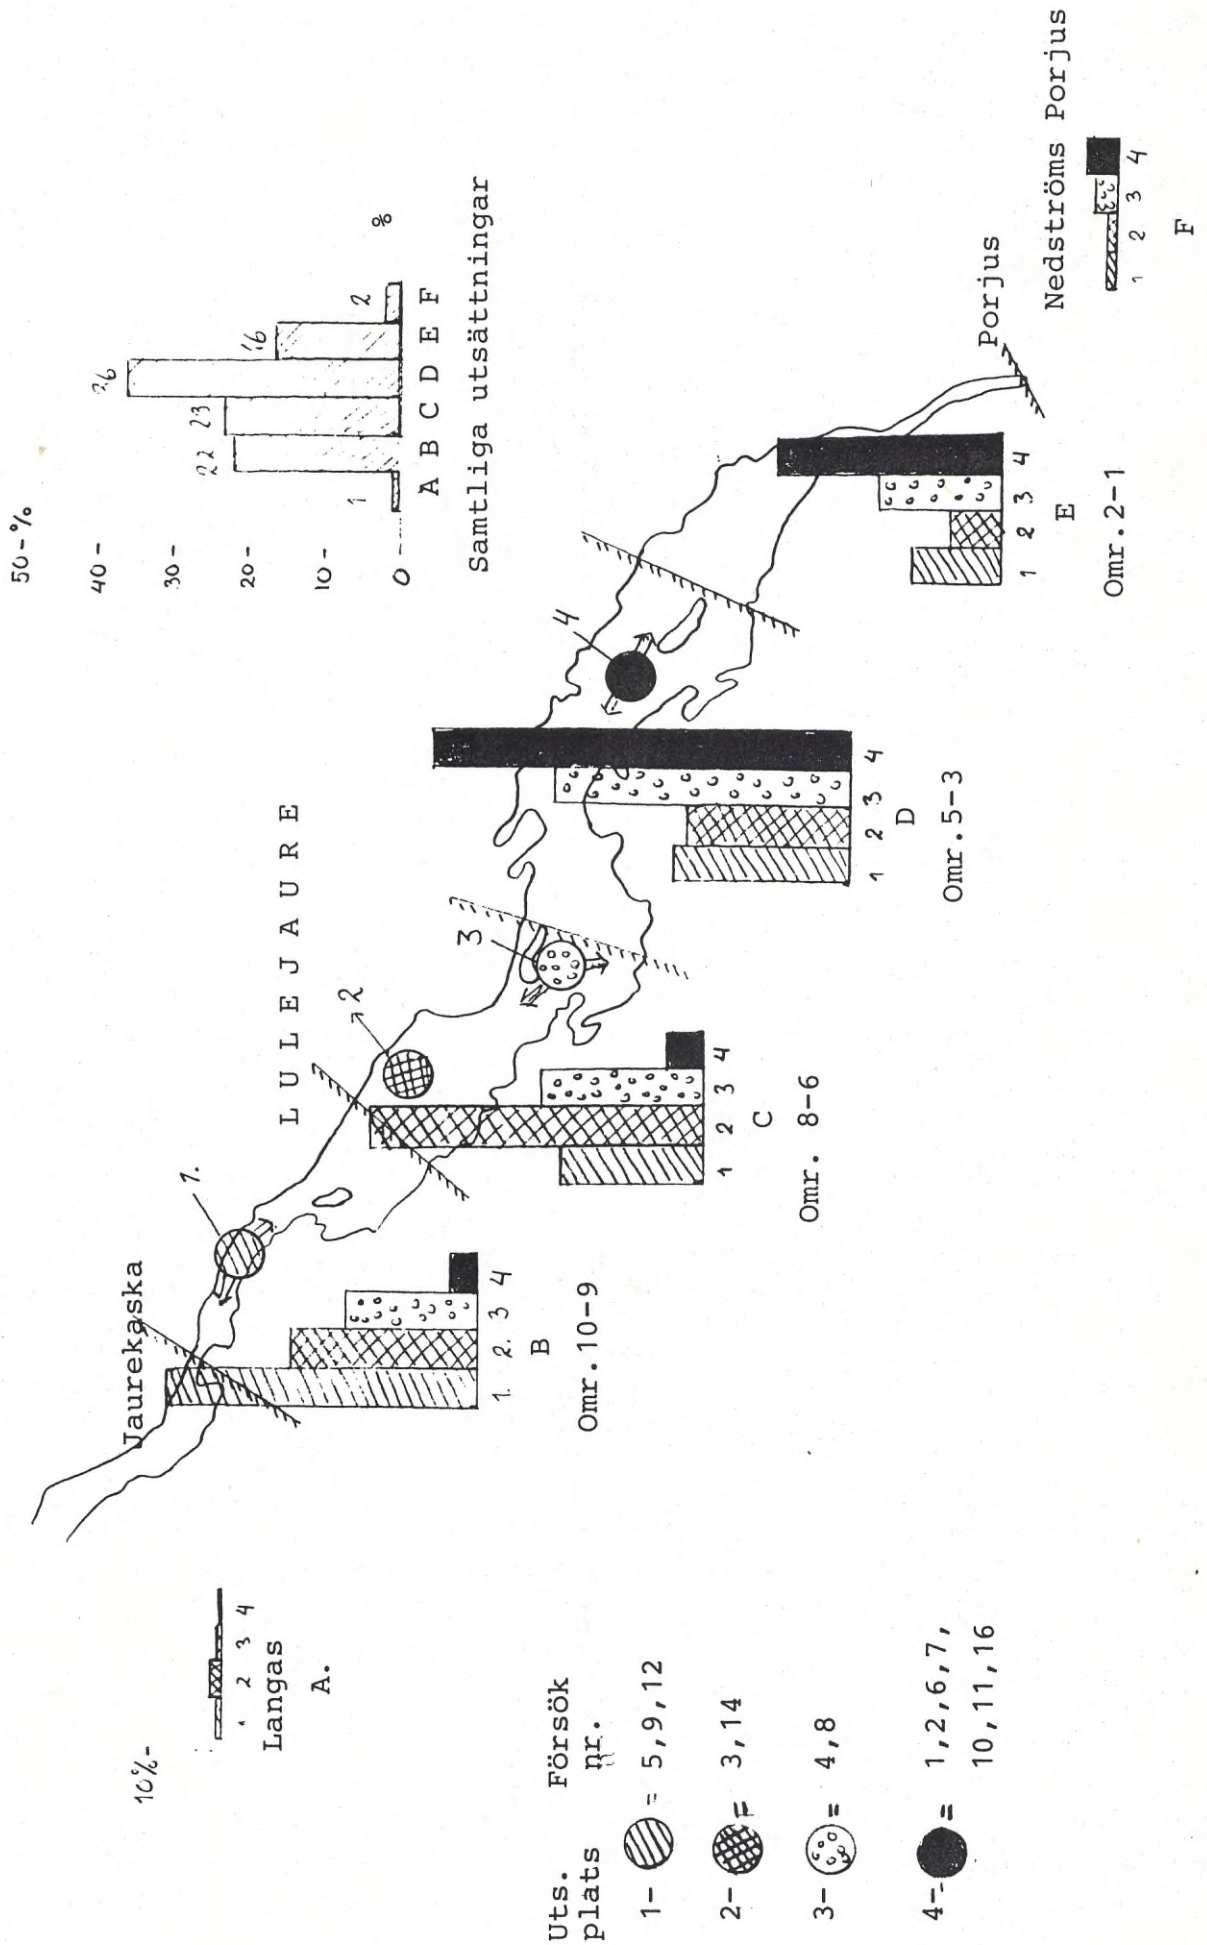 50-%
40-
30-
20-
10-
0-
1
22
23
36
16
2
%
A B C D E F
Samtliga utsättningar
LULEJAURE
Jaurekaska
1.
2
3
4
Porjus
Nedströms Porjus
1 2 3 4
F
1 2 3 4
E
Omr.2-1
1 2 3 4
D
Omr.5-3
1 2 3 4
C
Omr. 8-6
1. 2. 3 4
B
Omr.10-9
10%-
1 2 3 4
Langas
A.
Uts. Försök
plats nr.
1- = 5,9,12
2- = 3,14
3- = 4,8
4- = 1,2,6,7,
10,11,16